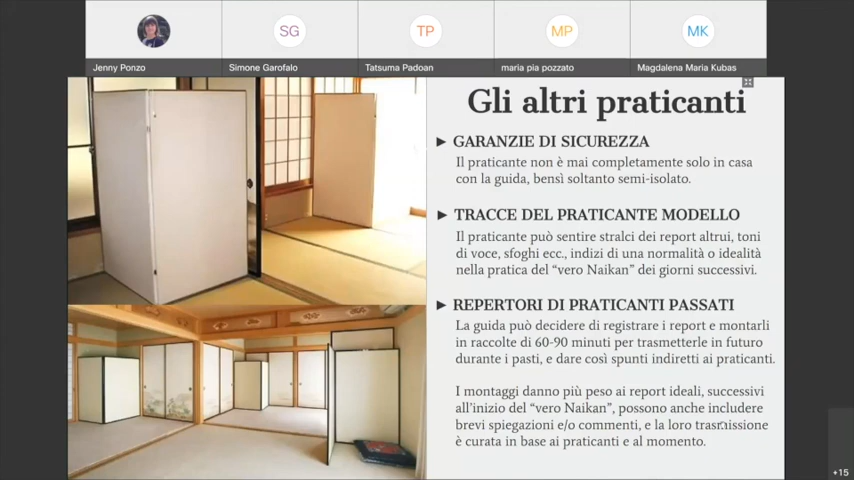 SG
TP
MP
MK
Jenny Ponzo
Simone Garofalo
Tatsuma Padoan
maria pia pozzato
Magdalena Maria Kubas
Gli altri praticanti
► GARANZIE DI SICUREZZA
Il praticante non è mai completamente solo in casa
con la guida, bensì soltanto semi-isolato.
► TRACCE DEL PRATICANTE MODELLO
Il praticante può sentire stralci dei report altrui, toni
di voce, sfoghi ecc., indizi di una normalità o idealità
nella pratica del “vero Naikan” dei giorni successivi.
► REPERTORI DI PRATICANTI PASSATI
La guida può decidere di registrare i report e montarli
in raccolte di 60-90 minuti per trasmetterle in futuro
durante i pasti, e dare così spunti indiretti ai praticanti.
I montaggi danno più peso ai report ideali, successivi
all’inizio del “vero Naikan”, possono anche includere
brevi spiegazioni e/o commenti, e la loro trasmissione
è curata in base ai praticanti e al momento.
+15